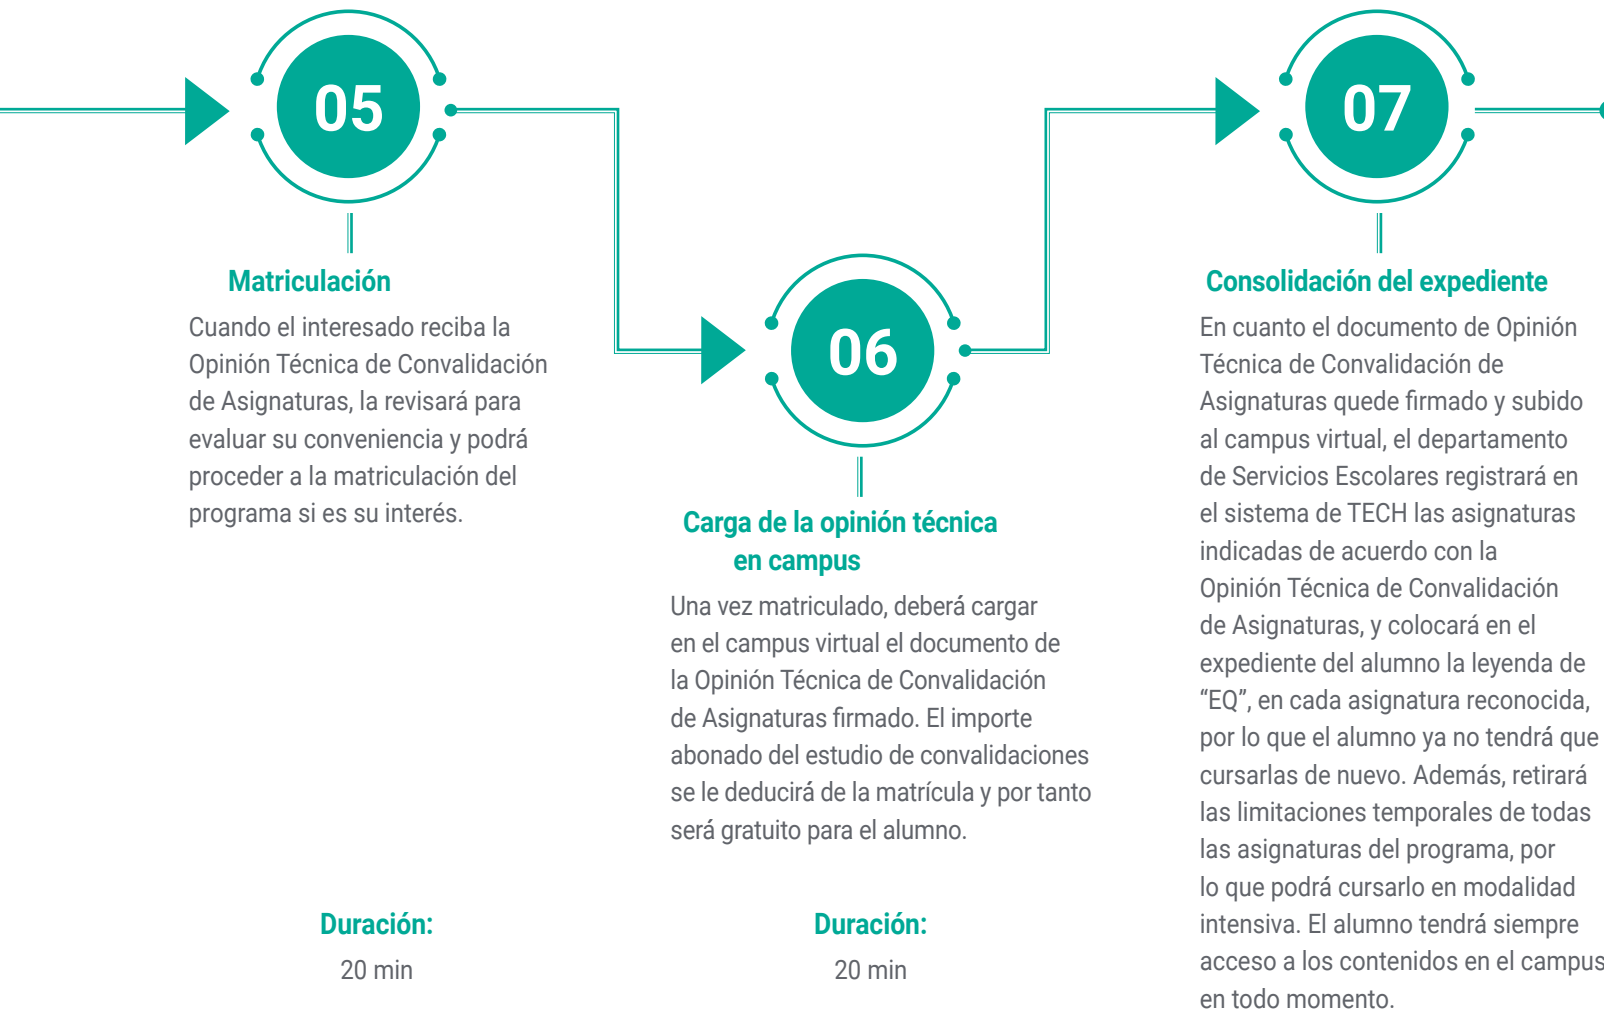 05
Matriculación
Cuando el interesado reciba la
Opinión Técnica de Convalidación
de Asignaturas, la revisará para
evaluar su conveniencia y podrá
proceder a la matriculación del
programa si es su interés.
Duración:
20 min
06
Carga de la opinión técnica
en campus
Una vez matriculado, deberá cargar
en el campus virtual el documento de
la Opinión Técnica de Convalidación
de Asignaturas firmado. El importe
abonado del estudio de convalidaciones
se le deducirá de la matrícula y por tanto
será gratuito para el alumno.
Duración:
20 min
07
Consolidación del expediente
En cuanto el documento de Opinión
Técnica de Convalidación de
Asignaturas quede firmado y subido
al campus virtual, el departamento
de Servicios Escolares registrará en
el sistema de TECH las asignaturas
indicadas de acuerdo con la
Opinión Técnica de Convalidación
de Asignaturas, y colocará en el
expediente del alumno la leyenda de
“EQ”, en cada asignatura reconocida,
por lo que el alumno ya no tendrá que
cursarlas de nuevo. Además, retirará
las limitaciones temporales de todas
las asignaturas del programa, por
lo que podrá cursarlo en modalidad
intensiva. El alumno tendrá siempre
acceso a los contenidos en el campus
en todo momento.